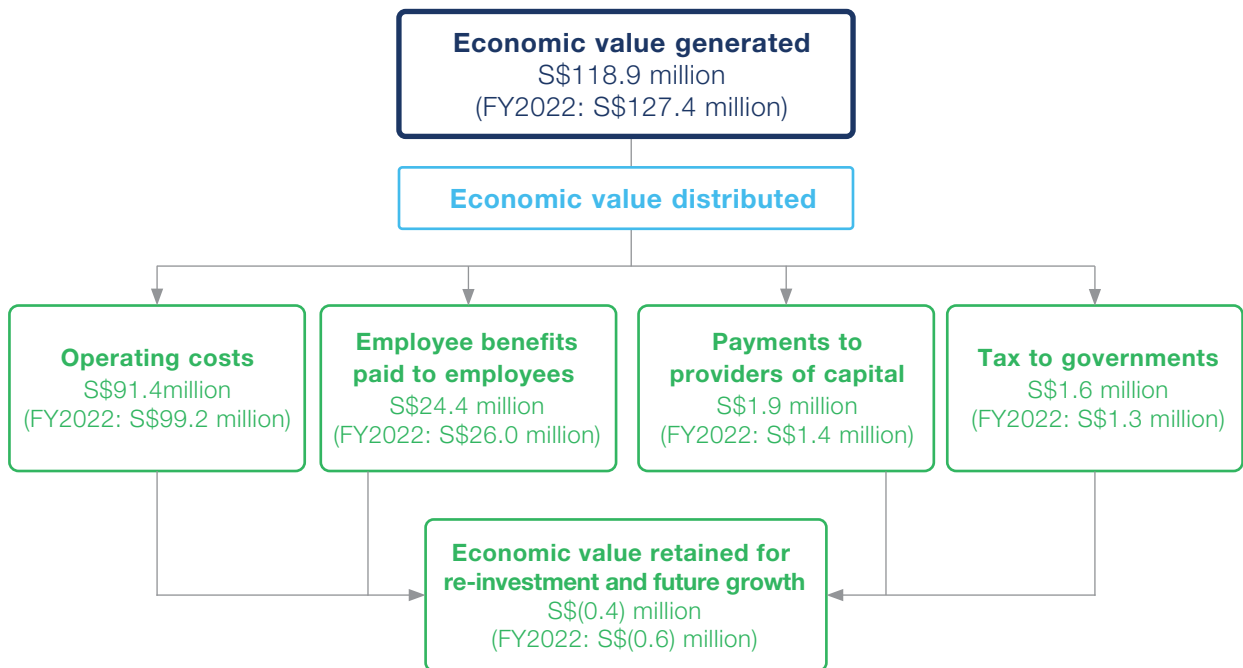 Economic value generated
S$118.9 million
(FY2022: S$127.4 million)
Economic value distributed
Operating costs
S$91.4million
(FY2022: S$99.2 million)
Employee benefits
paid to employees
S$24.4 million
(FY2022: S$26.0 million)
Payments to
providers of capital
S$1.9 million
(FY2022: S$1.4 million)
Tax to governments
S$1.6 million
(FY2022: S$1.3 million)
Economic value retained for
re-investment and future growth
S$(0.4) million
(FY2022: S$(0.6) million)